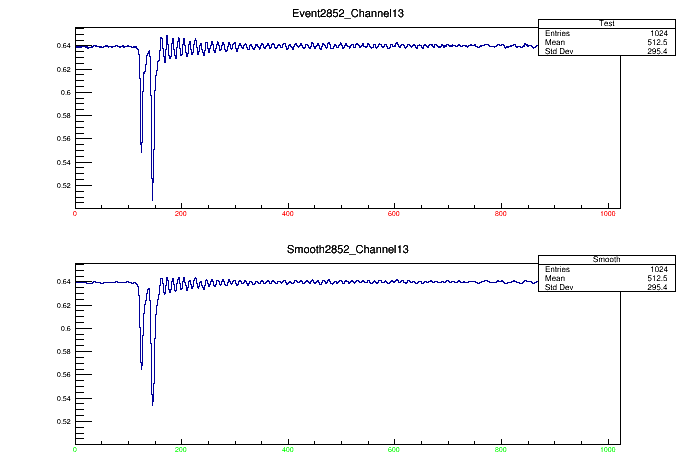 Event2852_Channel13
Test
Entries 1024
Mean 512.5
Std Dev 295.4
0.64
0.62
0.6
0.58
0.56
0.54
0.52
0 200 400 600 800 1000
Smooth2852_Channel13
Smooth
Entries 1024
Mean 512.5
Std Dev 295.4
0.64
0.62
0.6
0.58
0.56
0.54
0.52
0 200 400 600 800 1000